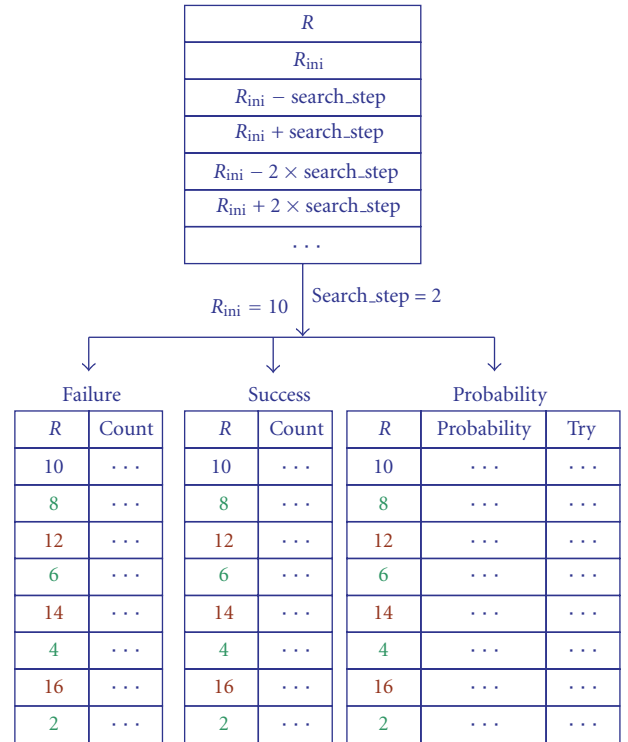 R
R_ini
R_ini − search_step
R_ini + search_step
R_ini − 2 × search_step
R_ini + 2 × search_step
· · ·
R_ini = 10 Search_step = 2
Failure Success Probability
R Count R Count R Probability Try
10 · · · 10 · · · 10 · · · · · ·
8 · · · 8 · · · 8 · · · · · ·
12 · · · 12 · · · 12 · · · · · ·
6 · · · 6 · · · 6 · · · · · ·
14 · · · 14 · · · 14 · · · · · ·
4 · · · 4 · · · 4 · · · · · ·
16 · · · 16 · · · 16 · · · · · ·
2 · · · 2 · · · 2 · · · · · ·